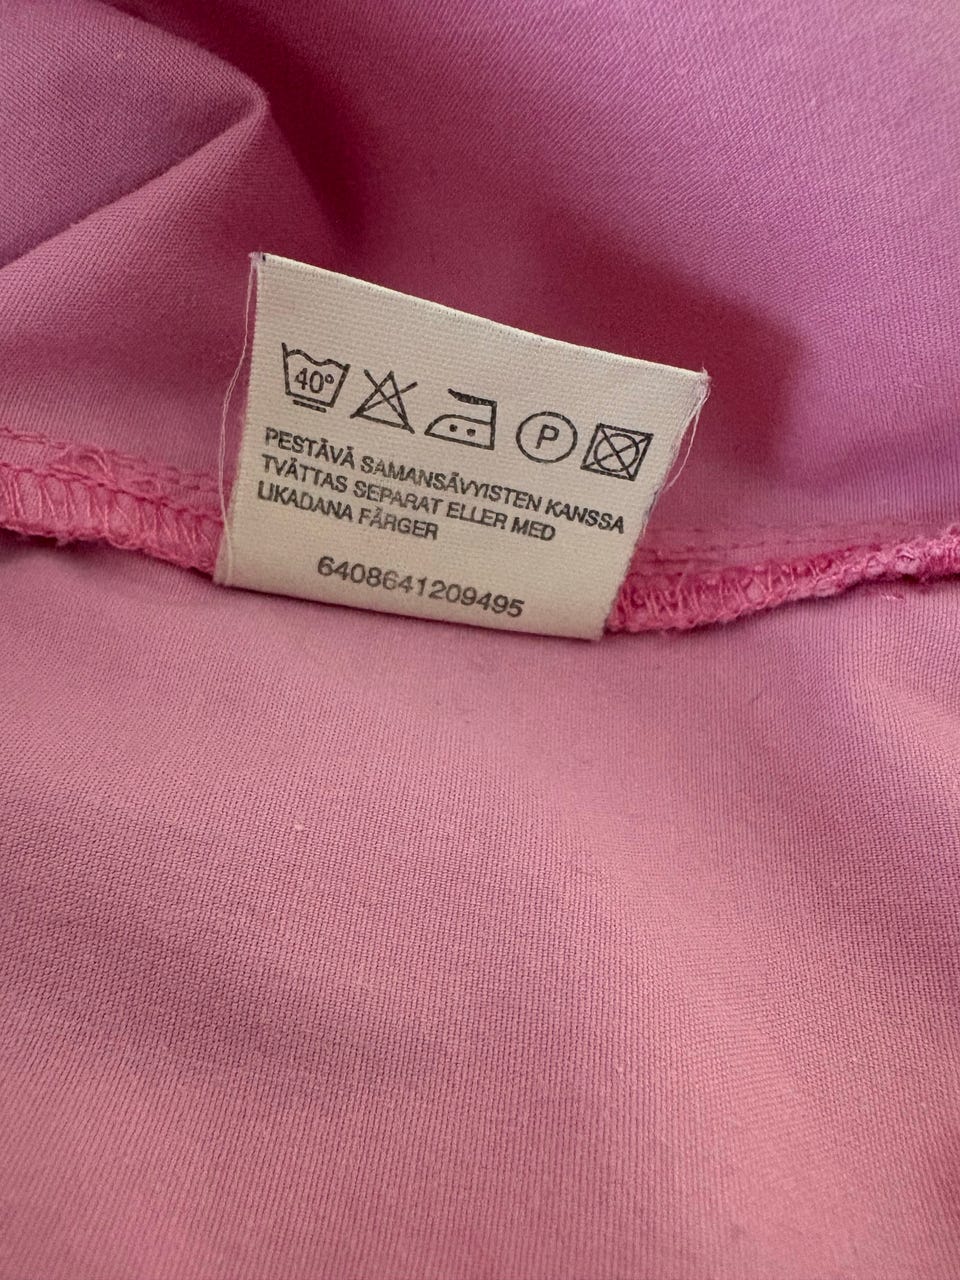 40°
P
PESTÄVÄ SAMANSÄVYISTEN KANSSA
TVÄTTAS SEPARAT ELLER MED
LIKADANA FÄRGER
6408641209495